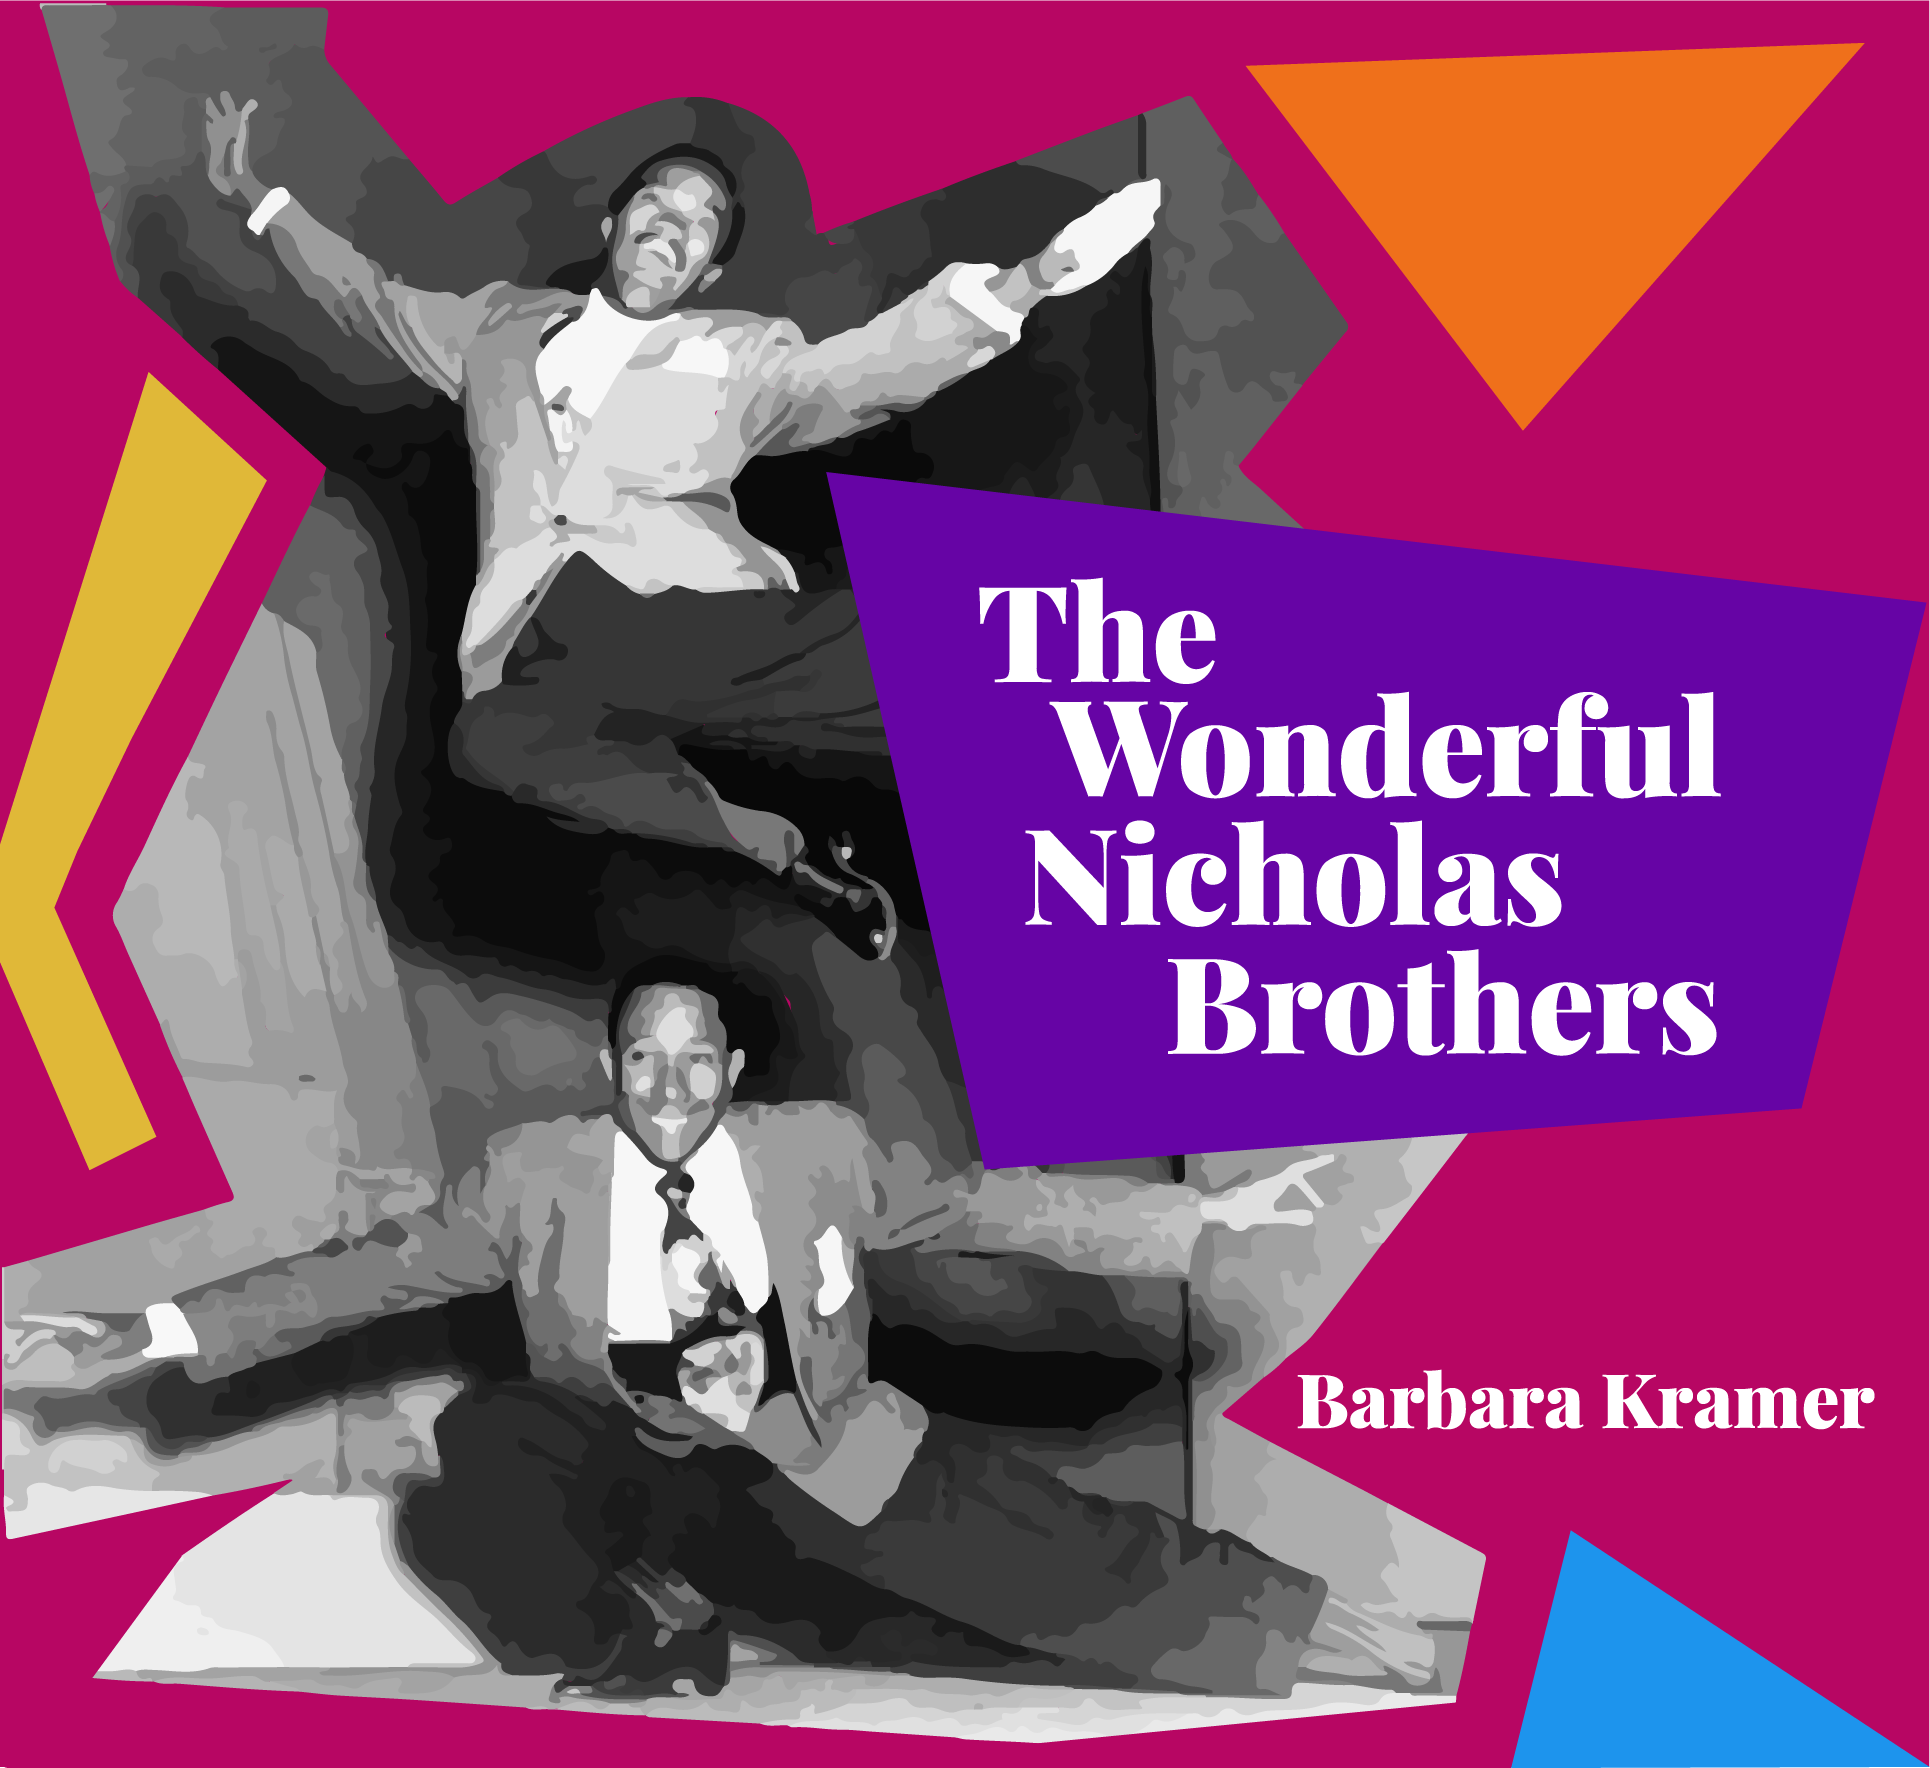 The
Wonderful
Nicholas
Brothers
Barbara Kramer